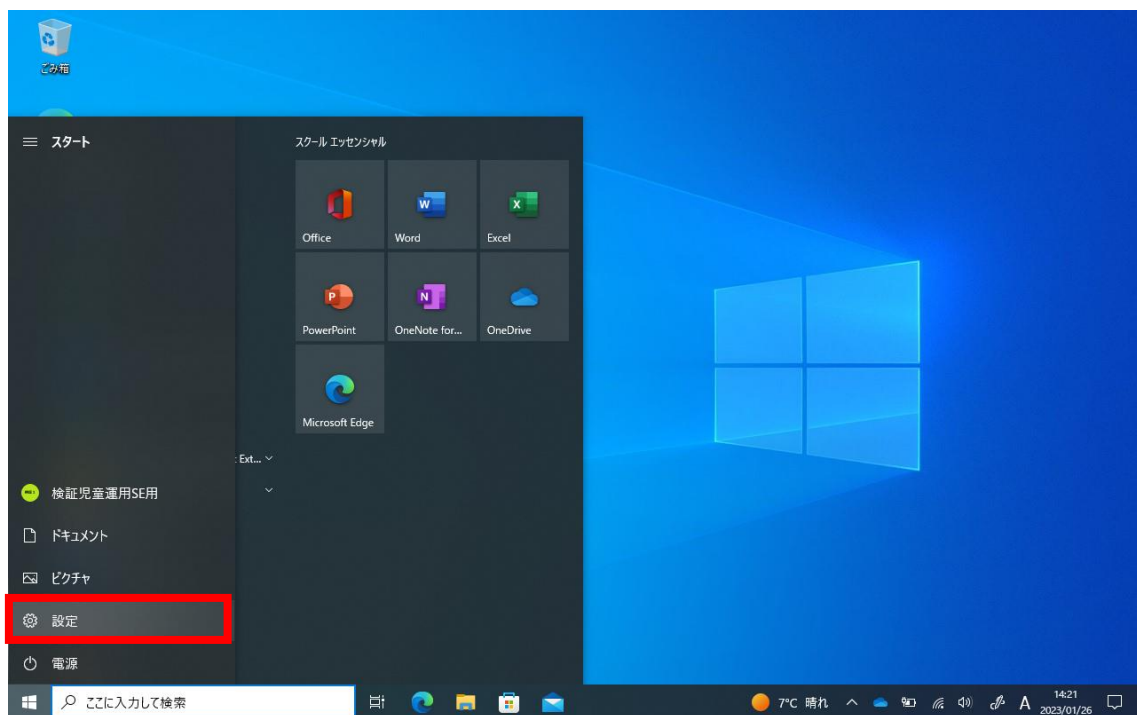 ごみ箱
スタート
スクール エッセンシャル
Office
Word
Excel
PowerPoint
OneNote for...
OneDrive
Microsoft Edge
: Ext...
検証児童運用SE用
ドキュメント
ピクチャ
設定
電源
ここに入力して検索
7°C 晴れ
A
14:21
2023/01/26